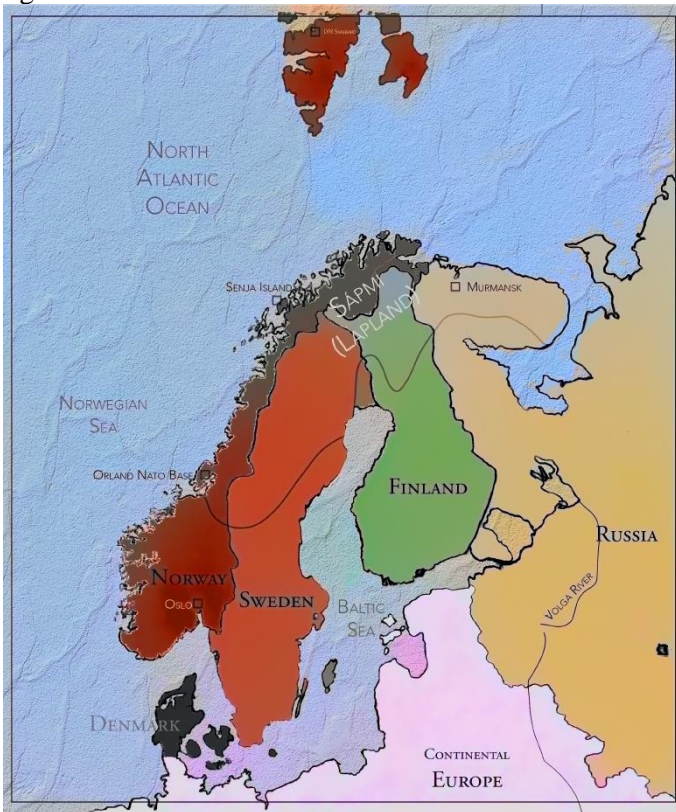 NORTH
ATLANTIC
OCEAN
SENJA ISLAND
SÁPMI
(LAPLAND)
MURMANSK
NORWEGIAN
SEA
ORLAND NATO BASE
FINLAND
RUSSIA
NORWAY
OSLO
SWEDEN
BALTIC
SEA
VOLGA RIVER
DENMARK
CONTINENTAL
EUROPE